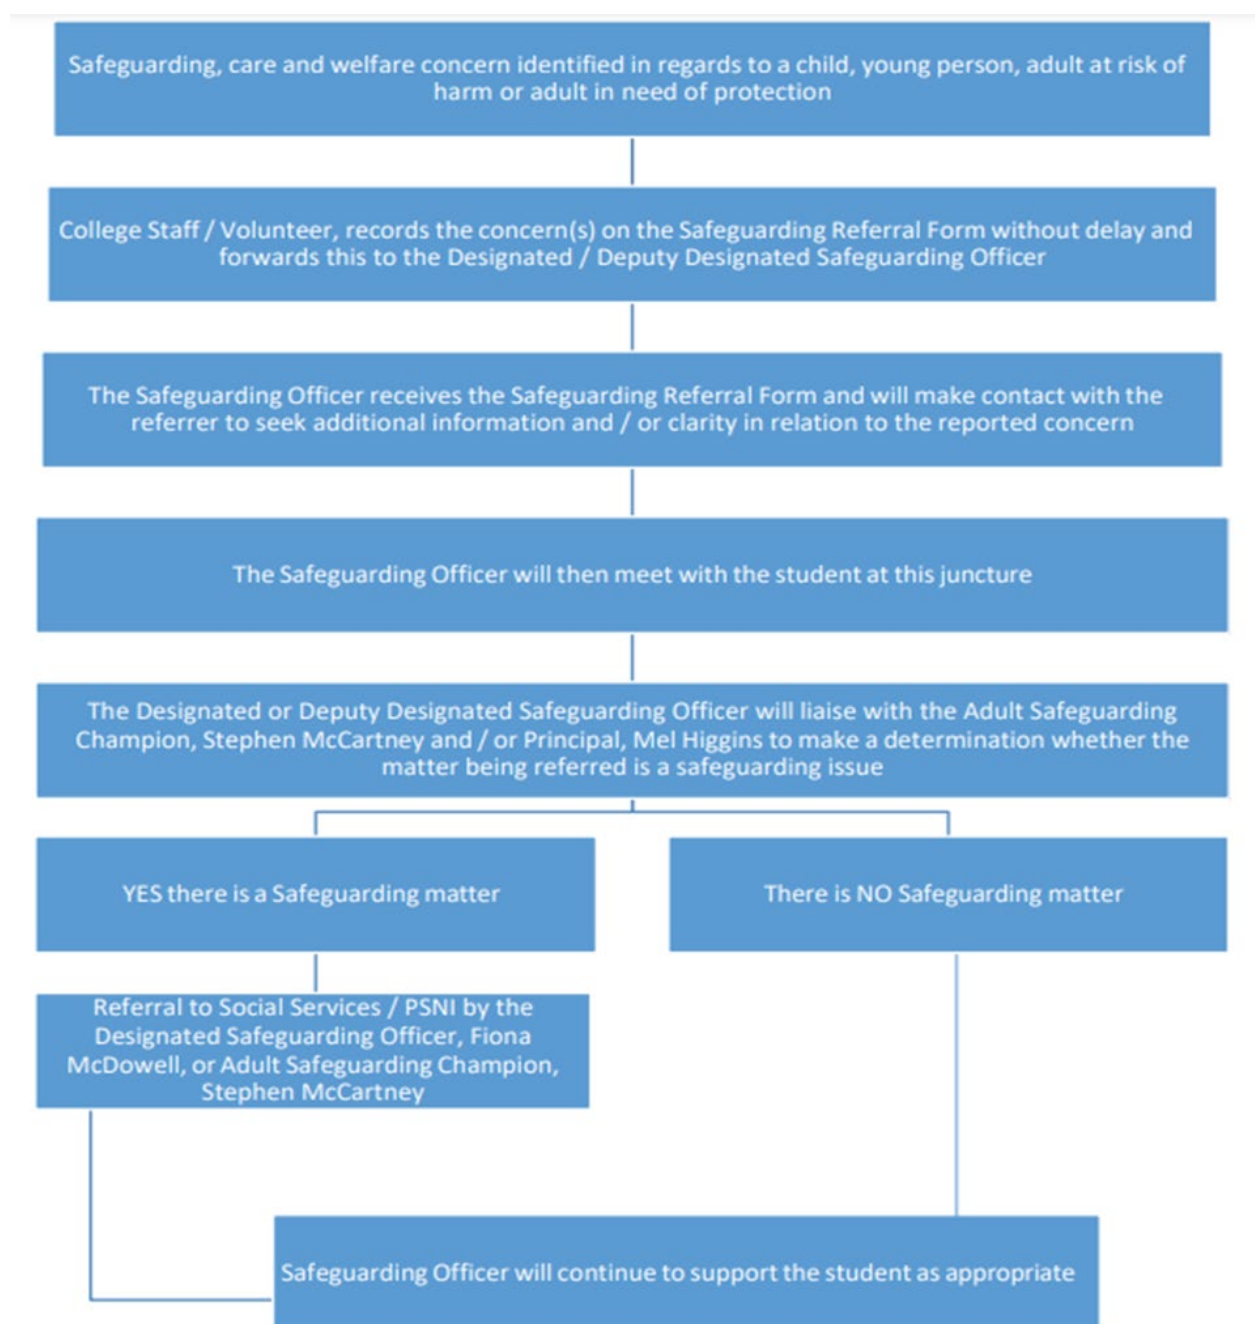 Safeguarding, care and welfare concern identified in regards to a child, young person, adult at risk of
harm or adult in need of protection
College Staff / Volunteer, records the concern(s) on the Safeguarding Referral Form without delay and
forwards this to the Designated / Deputy Designated Safeguarding Officer
The Safeguarding Officer receives the Safeguarding Referral Form and will make contact with the
referrer to seek additional information and / or clarity in relation to the reported concern
The Safeguarding Officer will then meet with the student at this juncture
The Designated or Deputy Designated Safeguarding Officer will liaise with the Adult Safeguarding
Champion, Stephen McCartney and / or Principal, Mel Higgins to make a determination whether the
matter being referred is a safeguarding issue
YES there is a Safeguarding matter
There is NO Safeguarding matter
Referral to Social Services / PSNI by the
Designated Safeguarding Officer, Fiona
McDowell, or Adult Safeguarding Champion,
Stephen McCartney
Safeguarding Officer will continue to support the student as appropriate